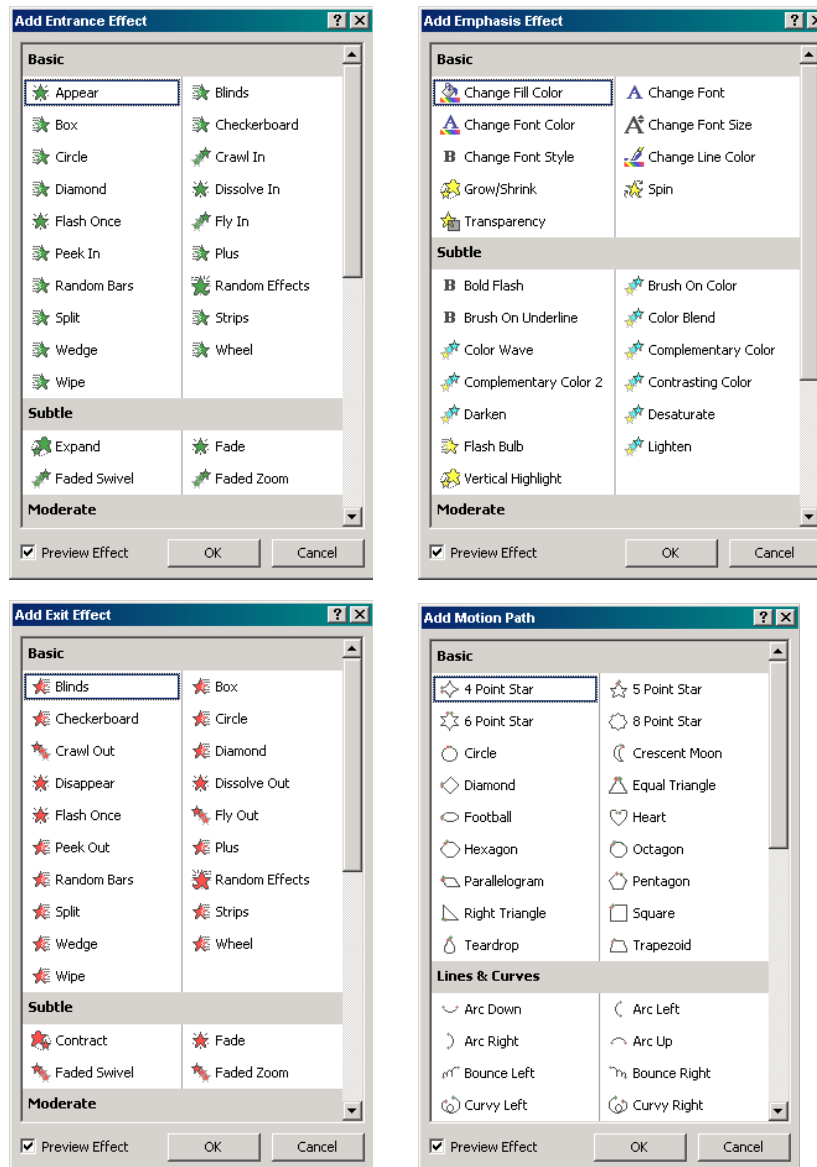 Add Entrance Effect
Basic
Appear Blinds
Box Checkerboard
Circle Crawl In
Diamond Dissolve In
Flash Once Fly In
Peek In Plus
Random Bars Random Effects
Split Strips
Wedge Wheel
Wipe
Subtle
Expand Fade
Faded Swivel Faded Zoom
Moderate
Preview Effect OK Cancel
Add Emphasis Effect
Basic
Change Fill Color Change Font
Change Font Color Change Font Size
Change Font Style Change Line Color
Grow/Shrink Spin
Transparency
Subtle
Bold Flash Brush On Color
Brush On Underline Color Blend
Color Wave Complementary Color
Complementary Color 2 Contrasting Color
Darken Desaturate
Flash Bulb Lighten
Vertical Highlight
Moderate
Preview Effect OK Cancel
Add Exit Effect
Basic
Blinds Box
Checkerboard Circle
Crawl Out Diamond
Disappear Dissolve Out
Flash Once Fly Out
Peek Out Plus
Random Bars Random Effects
Split Strips
Wedge Wheel
Wipe
Subtle
Contract Fade
Faded Swivel Faded Zoom
Moderate
Preview Effect OK Cancel
Add Motion Path
Basic
4 Point Star 5 Point Star
6 Point Star 8 Point Star
Circle Crescent Moon
Diamond Equal Triangle
Football Heart
Hexagon Octagon
Parallelogram Pentagon
Right Triangle Square
Teardrop Trapezoid
Lines & Curves
Arc Down Arc Left
Arc Right Arc Up
Bounce Left Bounce Right
Curvy Left Curvy Right
Preview Effect OK Cancel